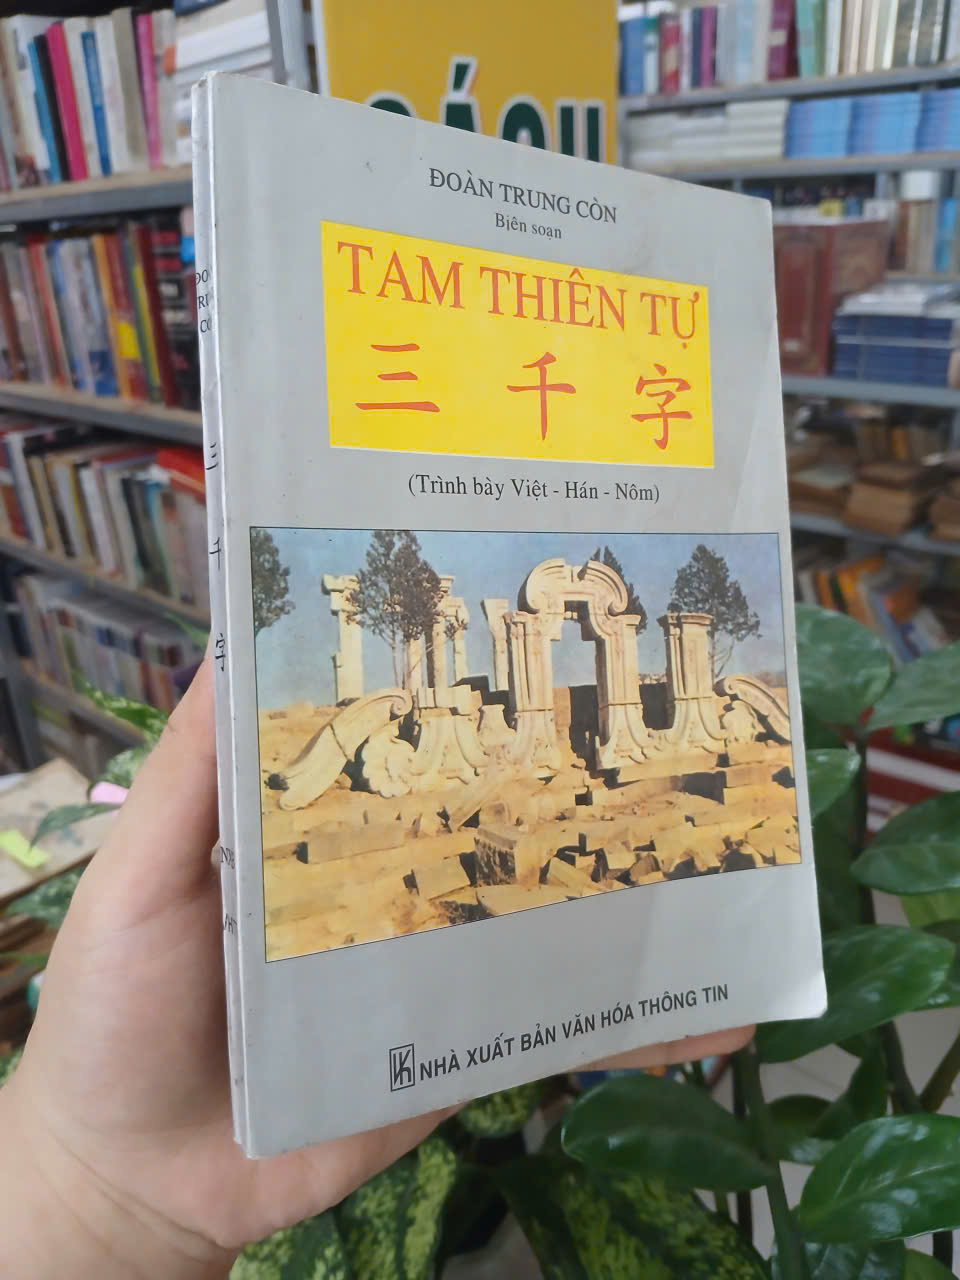 SÁCH
ĐOÀN TRUNG CÒN
Biên soạn
TAM THIÊN TỰ
三 千 字
(Trình bày Việt - Hán - Nôm)
NHÀ XUẤT BẢN VĂN HÓA THÔNG TIN
三 千 字